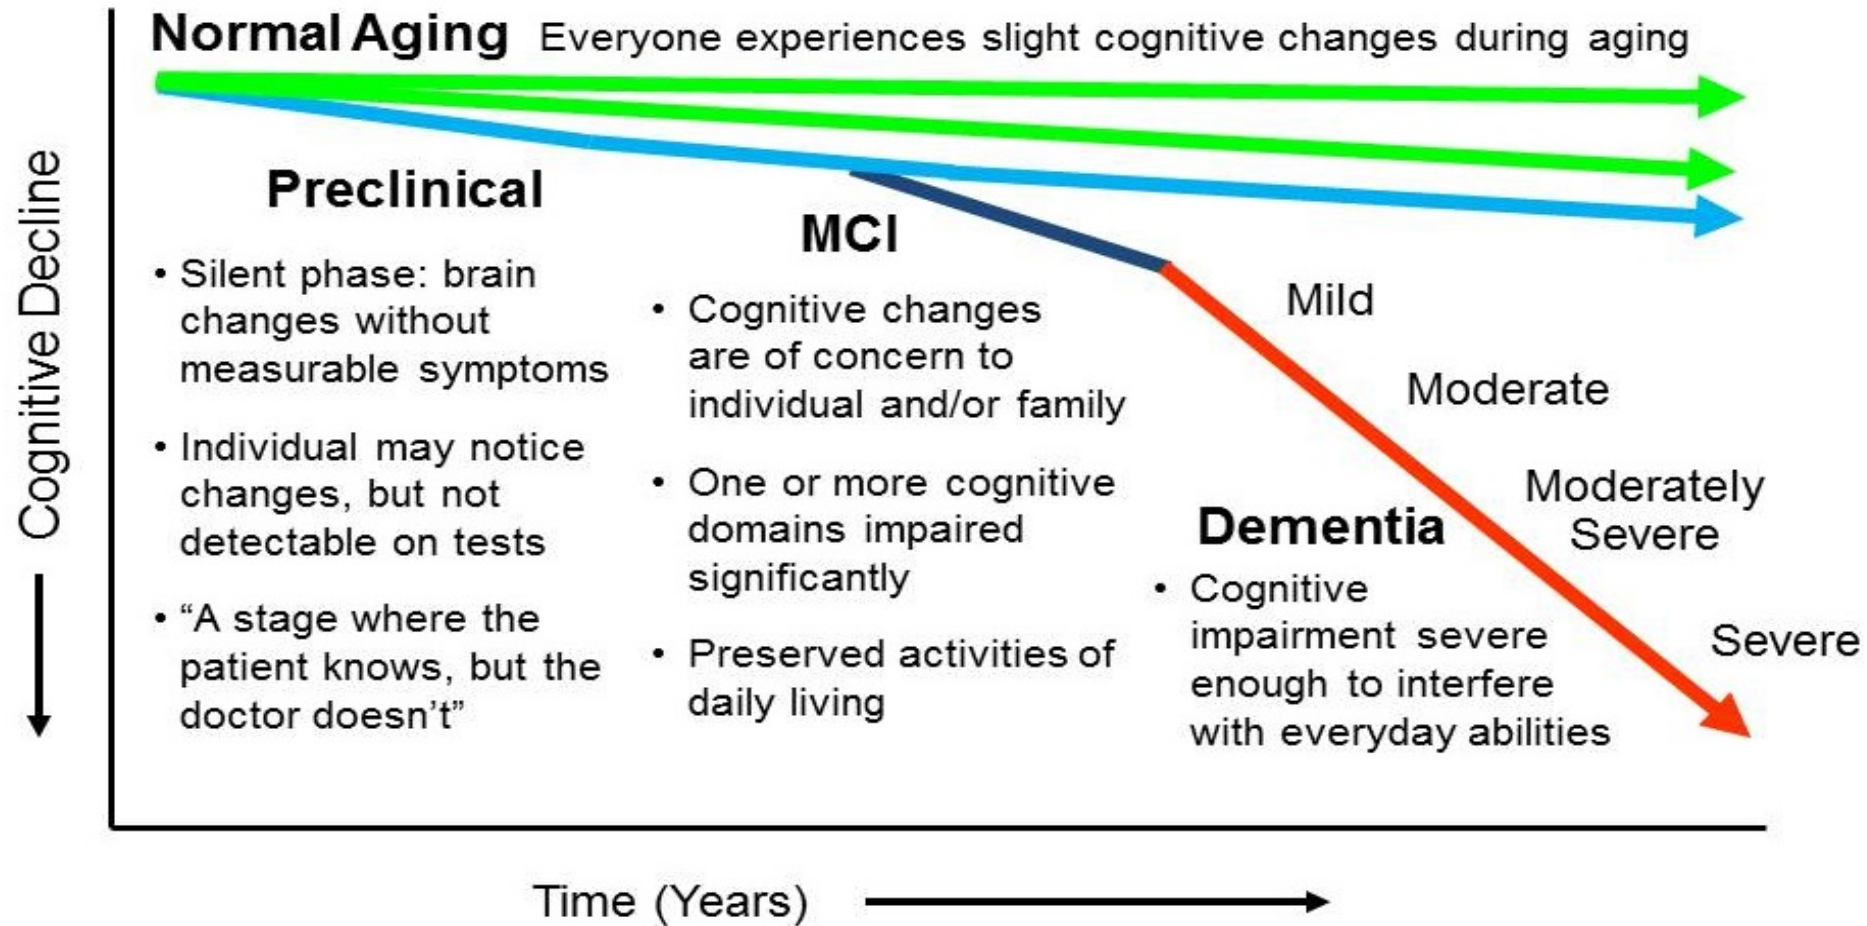 Normal Aging Everyone experiences slight cognitive changes during aging
Cognitive Decline
Preclinical
• Silent phase: brain
changes without
measurable symptoms
• Individual may notice
changes, but not
detectable on tests
• “A stage where the
patient knows, but the
doctor doesn’t”
MCI
• Cognitive changes
are of concern to
individual and/or family
• One or more cognitive
domains impaired
significantly
• Preserved activities of
daily living
Dementia
• Cognitive
impairment severe
enough to interfere
with everyday abilities
Mild
Moderate
Moderately
Severe
Severe
Time (Years)